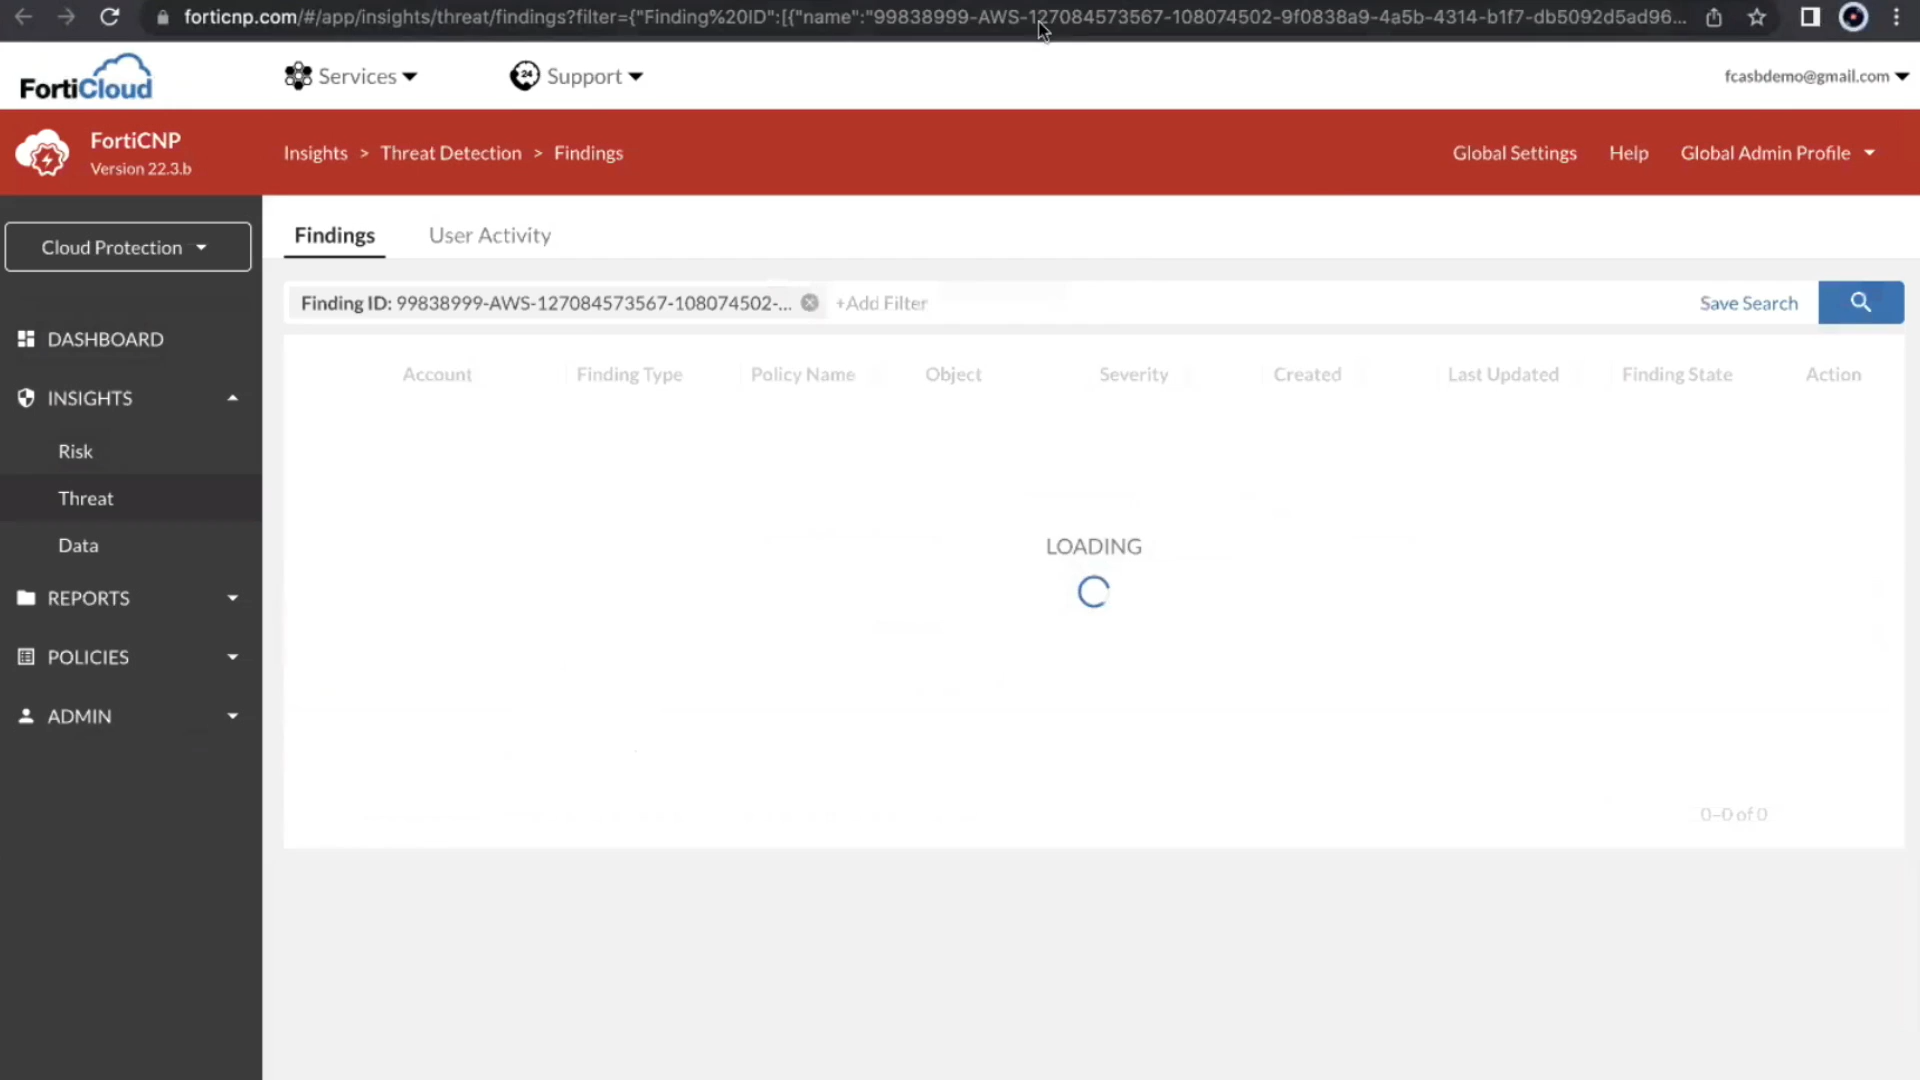 forticnp.com/#/app/insights/threat/findings?filter={"Finding%20ID":[{"name":"99838999-AWS-127084573567-108074502-9f0838a9-4a5b-4314-b1f7-db5092d5ad96...
FortiCloud
Services
24
Support
fcasbdemo@gmail.com
FortiCNP
Version 22.3.b
Insights > Threat Detection > Findings
Global Settings
Help
Global Admin Profile
Cloud Protection
Findings
User Activity
Finding ID: 99838999-AWS-127084573567-108074502-...
+Add Filter
Save Search
DASHBOARD
INSIGHTS
Risk
Threat
Data
REPORTS
POLICIES
ADMIN
Account
Finding Type
Policy Name
Object
Severity
Created
Last Updated
Finding State
Action
LOADING
0-0 of 0